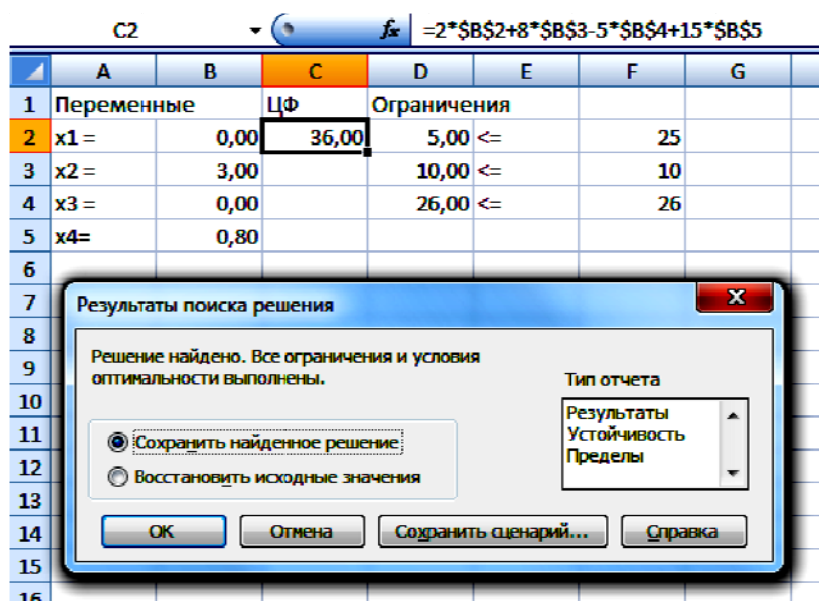 C2 fx =2*$B$2+8*$B$3-5*$B$4+15*$B$5
A B C D E F G
1 Переменные ЦФ Ограничения
2 x1 = 0,00 36,00 5,00 <= 25
3 x2 = 3,00 10,00 <= 10
4 x3 = 0,00 26,00 <= 26
5 x4= 0,80
6
7 Результаты поиска решения
8
9 Решение найдено. Все ограничения и условия
оптимальности выполнены.
Тип отчета
10 Результаты
11 Сохранить найденное решение Устойчивость
12 Восстановить исходные значения Пределы
13
14 ОК Отмена Сохранить сценарий... Справка
15
16